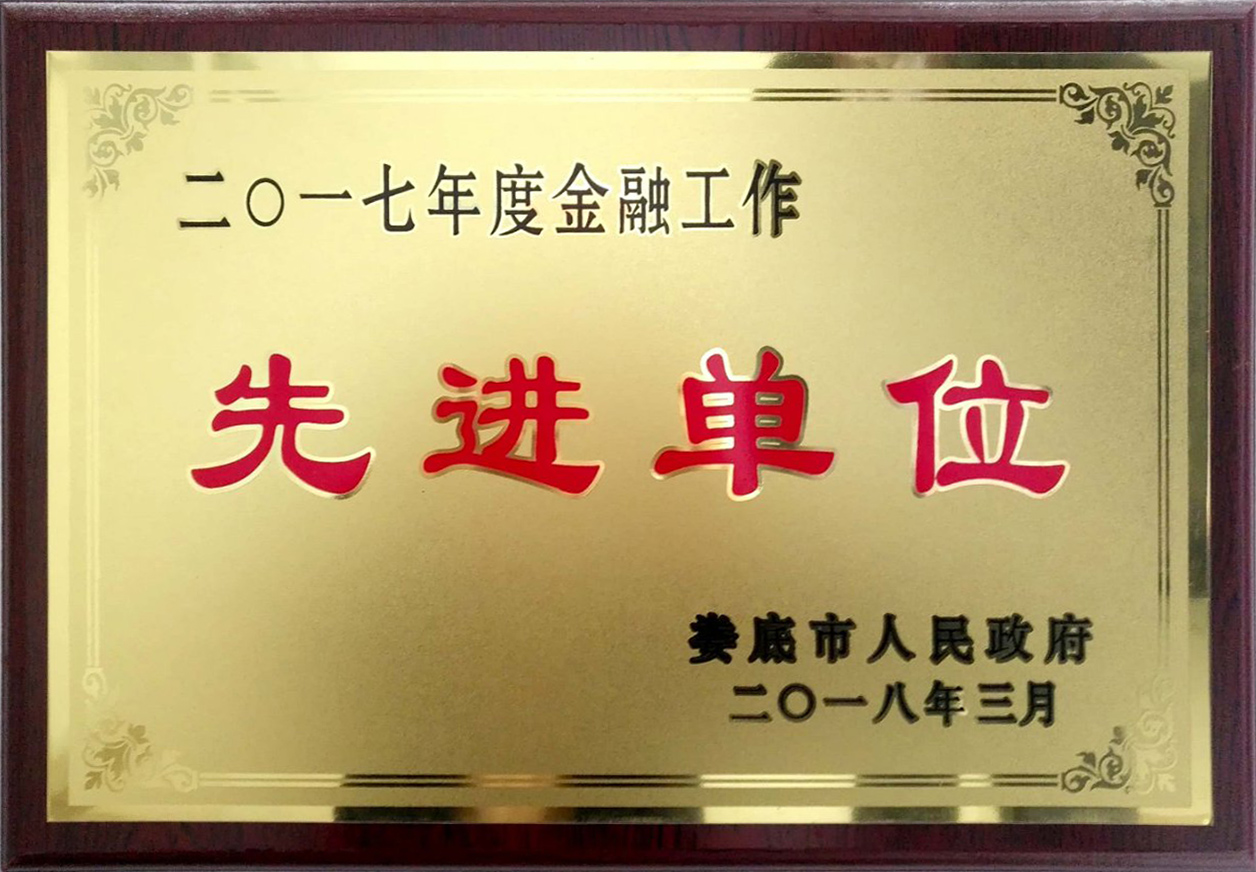 二〇一七年度金融工作
先进单位
娄底市人民政府
二〇一八年三月